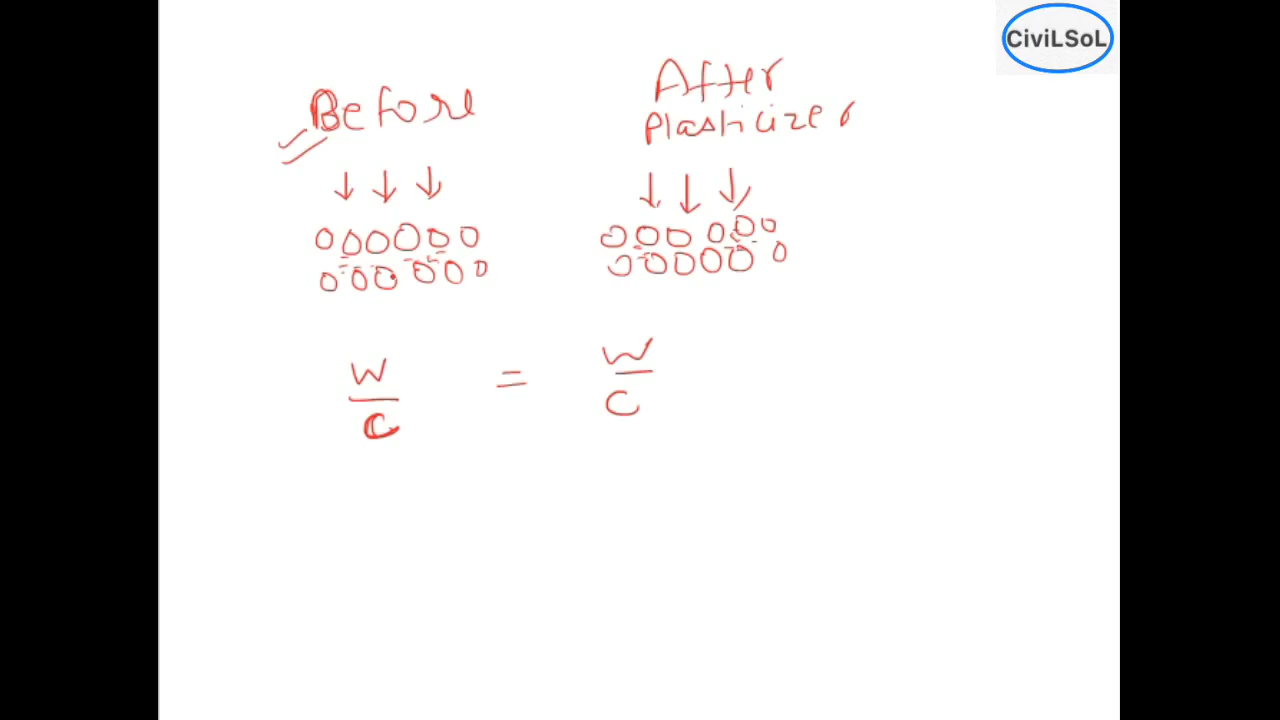 CiviLSoL
Before
After
Plasticizer
W
C
=
W
C